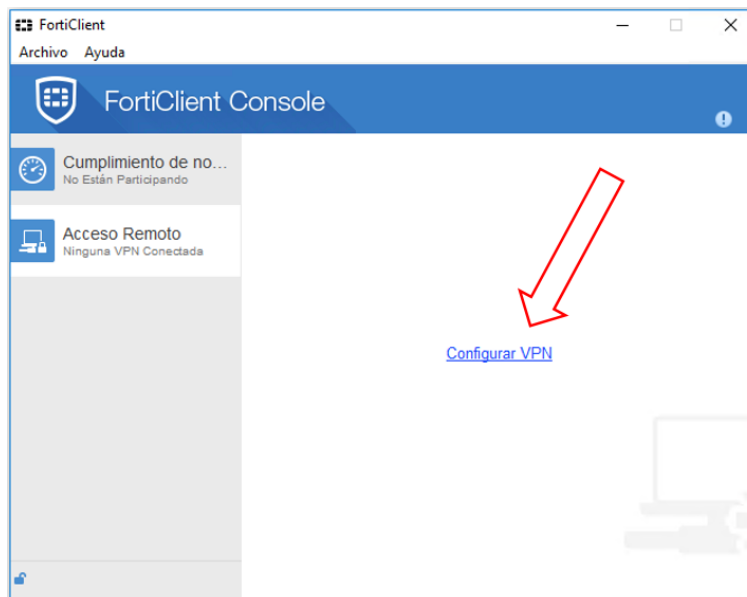 FortiClient
Archivo Ayuda
FortiClient Console
Cumplimiento de no...
No Están Participando
Acceso Remoto
Ninguna VPN Conectada
Configurar VPN